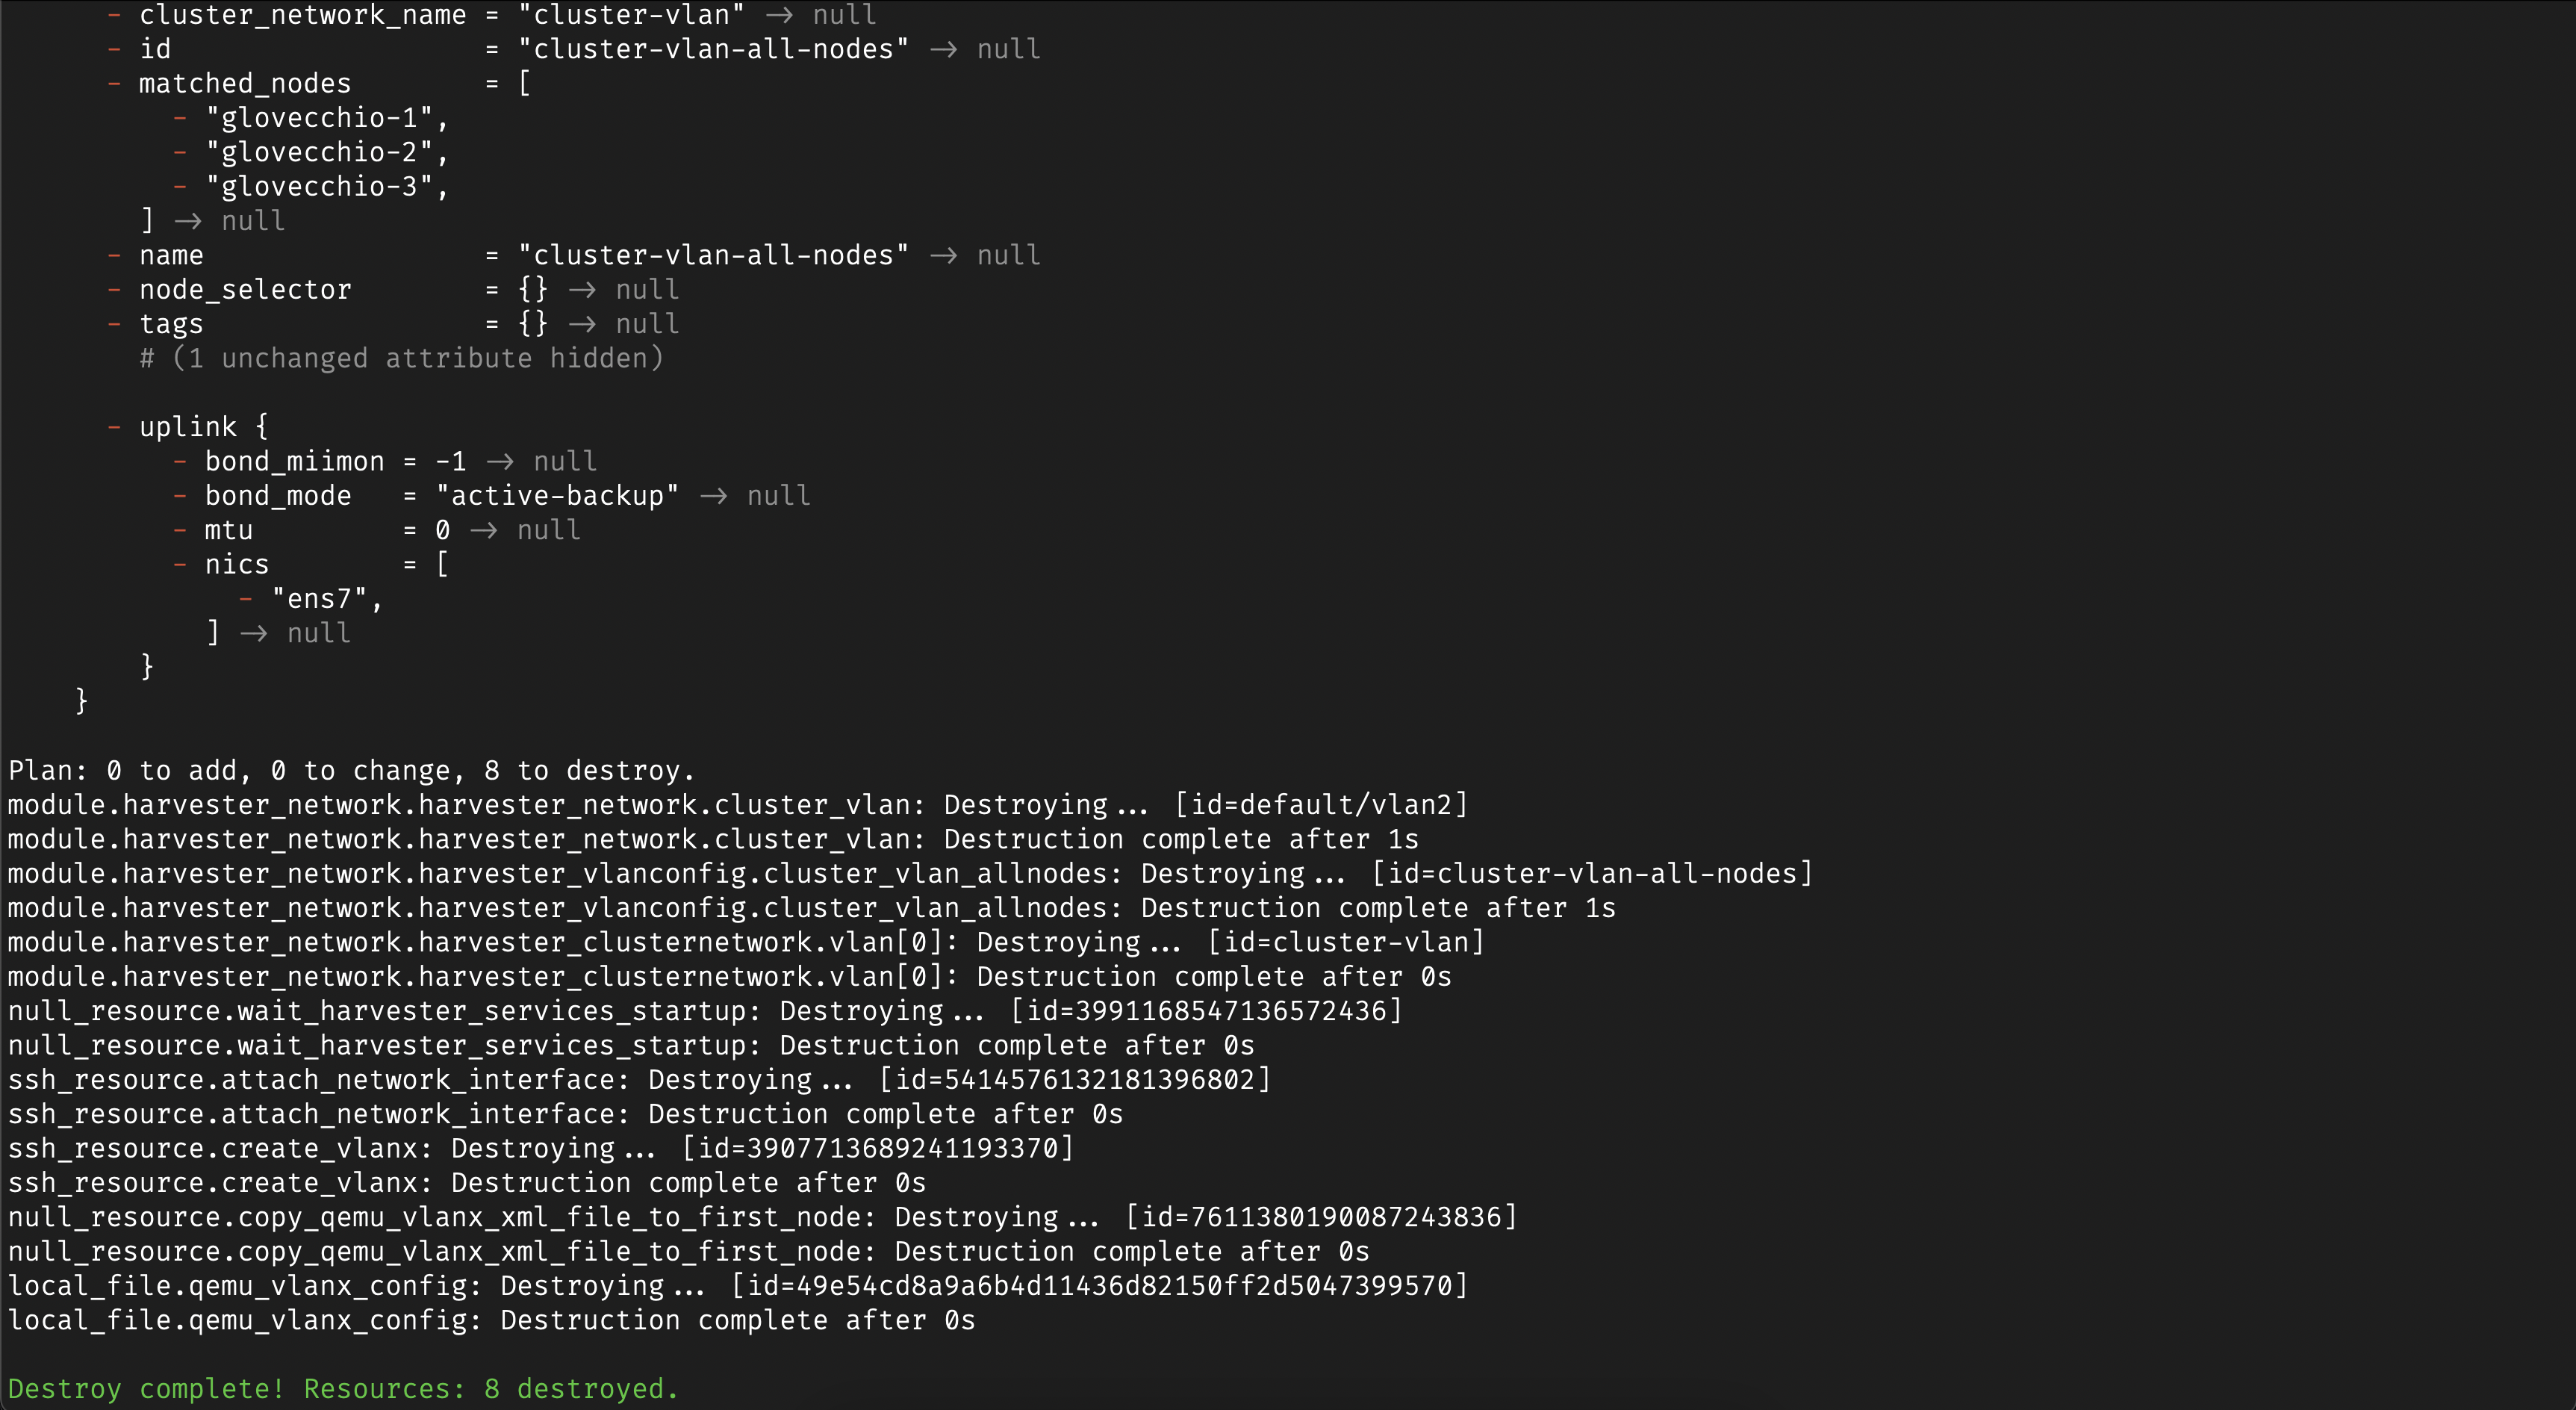 - cluster_network_name = "cluster-vlan" -> null
- id                   = "cluster-vlan-all-nodes" -> null
- matched_nodes        = [
- "glovecchio-1",
- "glovecchio-2",
- "glovecchio-3",
] -> null
- name                 = "cluster-vlan-all-nodes" -> null
- node_selector        = {} -> null
- tags                 = {} -> null
# (1 unchanged attribute hidden)
- uplink {
- bond_miimon = -1 -> null
- bond_mode   = "active-backup" -> null
- mtu         = 0 -> null
- nics        = [
- "ens7",
] -> null
}
}
Plan: 0 to add, 0 to change, 8 to destroy.
module.harvester_network.harvester_network.cluster_vlan: Destroying... [id=default/vlan2]
module.harvester_network.harvester_network.cluster_vlan: Destruction complete after 1s
module.harvester_network.harvester_vlanconfig.cluster_vlan_allnodes: Destroying... [id=cluster-vlan-all-nodes]
module.harvester_network.harvester_vlanconfig.cluster_vlan_allnodes: Destruction complete after 1s
module.harvester_network.harvester_clusternetwork.vlan[0]: Destroying... [id=cluster-vlan]
module.harvester_network.harvester_clusternetwork.vlan[0]: Destruction complete after 0s
null_resource.wait_harvester_services_startup: Destroying... [id=3991168547136572436]
null_resource.wait_harvester_services_startup: Destruction complete after 0s
ssh_resource.attach_network_interface: Destroying... [id=5414576132181396802]
ssh_resource.attach_network_interface: Destruction complete after 0s
ssh_resource.create_vlanx: Destroying... [id=3907713689241193370]
ssh_resource.create_vlanx: Destruction complete after 0s
null_resource.copy_qemu_vlanx_xml_file_to_first_node: Destroying... [id=7611380190087243836]
null_resource.copy_qemu_vlanx_xml_file_to_first_node: Destruction complete after 0s
local_file.qemu_vlanx_config: Destroying... [id=49e54cd8a9a6b4d11436d82150ff2d5047399570]
local_file.qemu_vlanx_config: Destruction complete after 0s
Destroy complete! Resources: 8 destroyed.